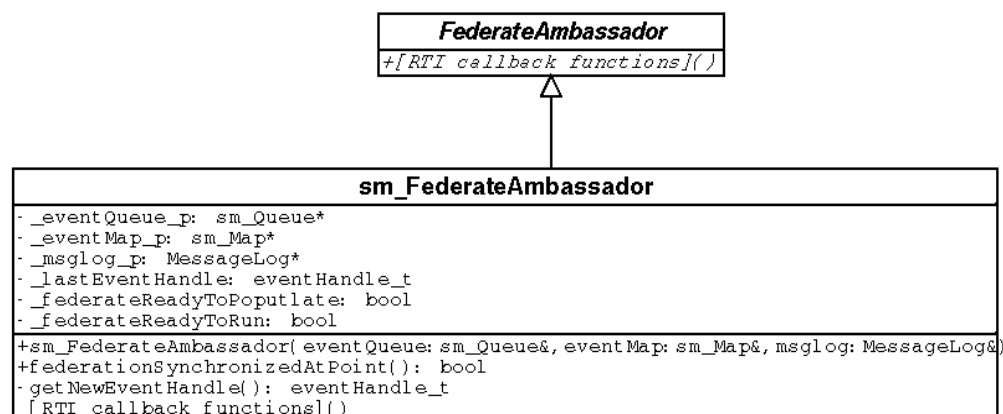 FederateAmbassador
+[RTI callback functions]()
sm_FederateAmbassador
- _eventQueue_p: sm_Queue*
- _eventMap_p: sm_Map*
- _msglog_p: MessageLog*
- _lastEventHandle: eventHandle_t
- _federateReadyToPoputlate: bool
- _federateReadyToRun: bool
+sm_FederateAmbassador( eventQueue: sm_Queue&, eventMap: sm_Map&, msglog: MessageLog&)
+federationSynchronizedAtPoint(): bool
- getNewEventHandle(): eventHandle_t
[RTI callback functions]()